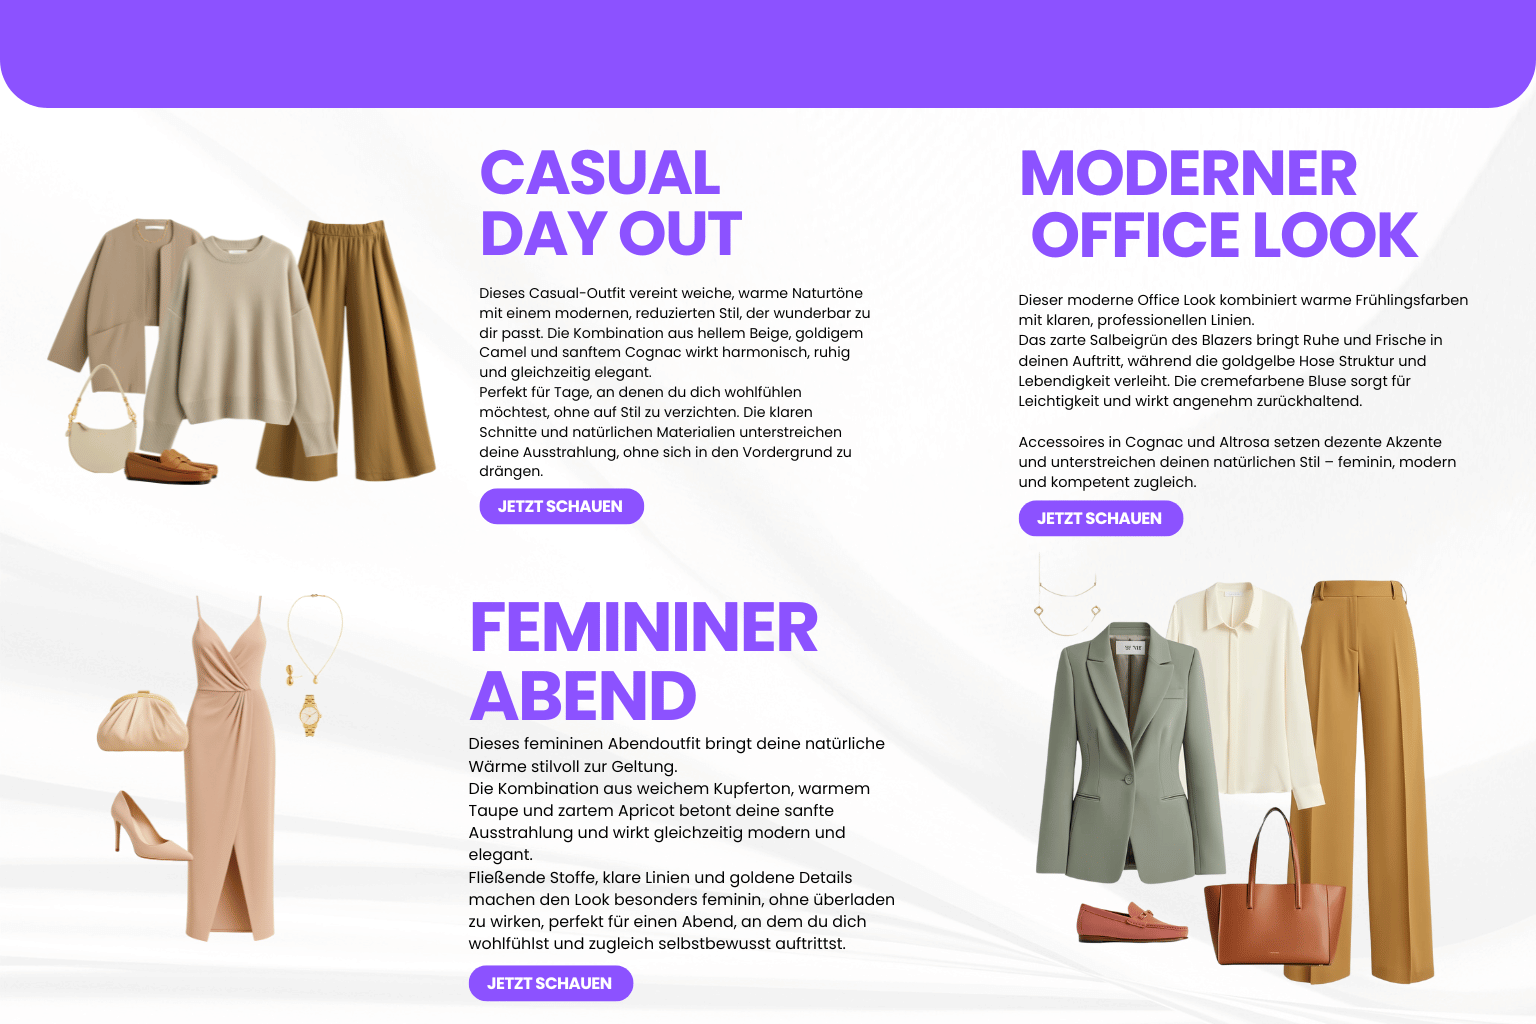 CASUAL
DAY OUT
Dieses Casual-Outfit vereint weiche, warme Naturtöne
mit einem modernen, reduzierten Stil, der wunderbar zu
dir passt. Die Kombination aus hellem Beige, goldigem
Camel und sanftem Cognac wirkt harmonisch, ruhig
und gleichzeitig elegant.
Perfekt für Tage, an denen du dich wohlfühlen
möchtest, ohne auf Stil zu verzichten. Die klaren
Schnitte und natürlichen Materialien unterstreichen
deine Ausstrahlung, ohne sich in den Vordergrund zu
drängen.
JETZT SCHAUEN
MODERNER
OFFICE LOOK
Dieser moderne Office Look kombiniert warme Frühlingsfarben
mit klaren, professionellen Linien.
Das zarte Salbeigrün des Blazers bringt Ruhe und Frische in
deinen Auftritt, während die goldgelbe Hose Struktur und
Lebendigkeit verleiht. Die cremefarbene Bluse sorgt für
Leichtigkeit und wirkt angenehm zurückhaltend.
Accessoires in Cognac und Altrosa setzen dezente Akzente
und unterstreichen deinen natürlichen Stil – feminin, modern
und kompetent zugleich.
JETZT SCHAUEN
FEMININER
ABEND
Dieses femininen Abendoutfit bringt deine natürliche
Wärme stilvoll zur Geltung.
Die Kombination aus weichem Kupferton, warmem
Taupe und zartem Apricot betont deine sanfte
Ausstrahlung und wirkt gleichzeitig modern und
elegant.
Fließende Stoffe, klare Linien und goldene Details
machen den Look besonders feminin, ohne überladen
zu wirken, perfekt für einen Abend, an dem du dich
wohlfühlst und zugleich selbstbewusst auftrittst.
JETZT SCHAUEN